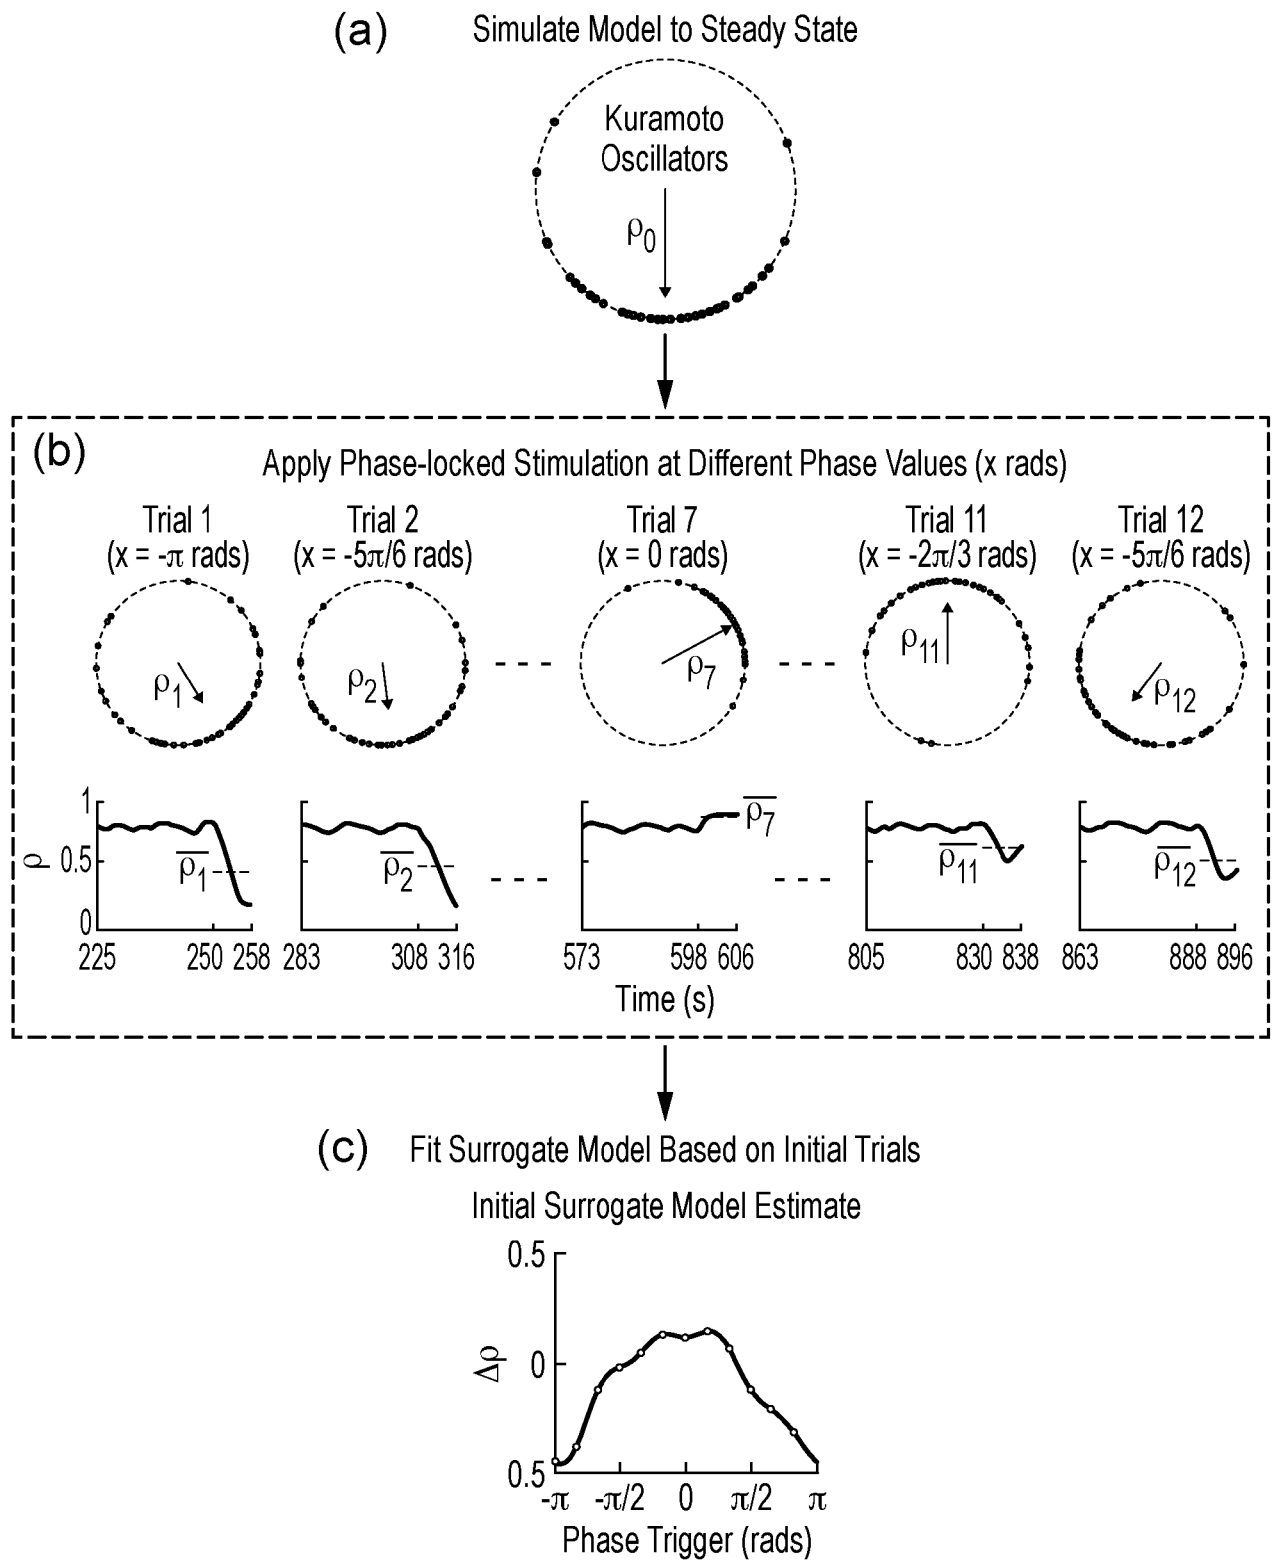 (a) Simulate Model to Steady State
Kuramoto
Oscillators
ρ0
(b)
Apply Phase-locked Stimulation at Different Phase Values (x rads)
Trial 1 Trial 2 Trial 7 Trial 11 Trial 12
(x = -π rads) (x = -5π/6 rads) (x = 0 rads) (x = -2π/3 rads) (x = -5π/6 rads)
ρ1 ρ2 ρ7 ρ11 ρ12
1
ρ 0.5
0
ρ1 ρ2 ρ7 ρ11 ρ12
225 250 258 283 308 316 573 598 606 805 830 838 863 888 896
Time (s)
(c) Fit Surrogate Model Based on Initial Trials
Initial Surrogate Model Estimate
0.5
Δρ 0
0.5
-π -π/2 0 π/2 π
Phase Trigger (rads)